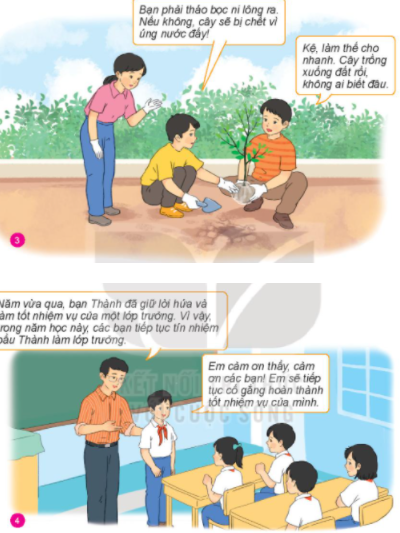 Bạn phải tháo bọc ni lông ra.
Nếu không, cây sẽ bị chết vì
úng nước đấy!
Kệ, làm thế cho
nhanh. Cây trồng
xuống đất rồi,
không ai biết đâu.
3
Năm vừa qua, bạn Thành đã giữ lời hứa và
làm tốt nhiệm vụ của một lớp trưởng. Vì vậy,
trong năm học này, các bạn tiếp tục tín nhiệm
bầu Thành làm lớp trưởng.
Em cảm ơn thầy, cảm
ơn các bạn! Em sẽ tiếp
tục cố gắng hoàn thành
tốt nhiệm vụ của mình.
KẾT NỐI
CUỘC SỐNG
4